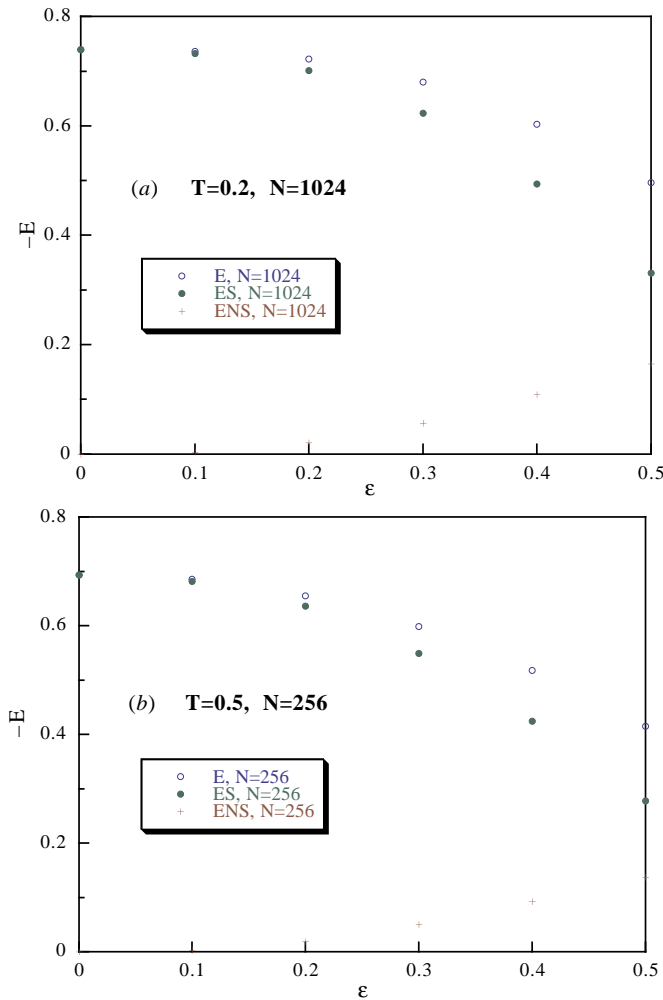 0.8
0.6
0.4
0.2
0
−E
(a) T=0.2, N=1024
E, N=1024
ES, N=1024
ENS, N=1024
0 0.1 0.2 0.3 0.4 0.5
ε
0.8
0.6
0.4
0.2
0
−E
(b) T=0.5, N=256
E, N=256
ES, N=256
ENS, N=256
0 0.1 0.2 0.3 0.4 0.5
ε